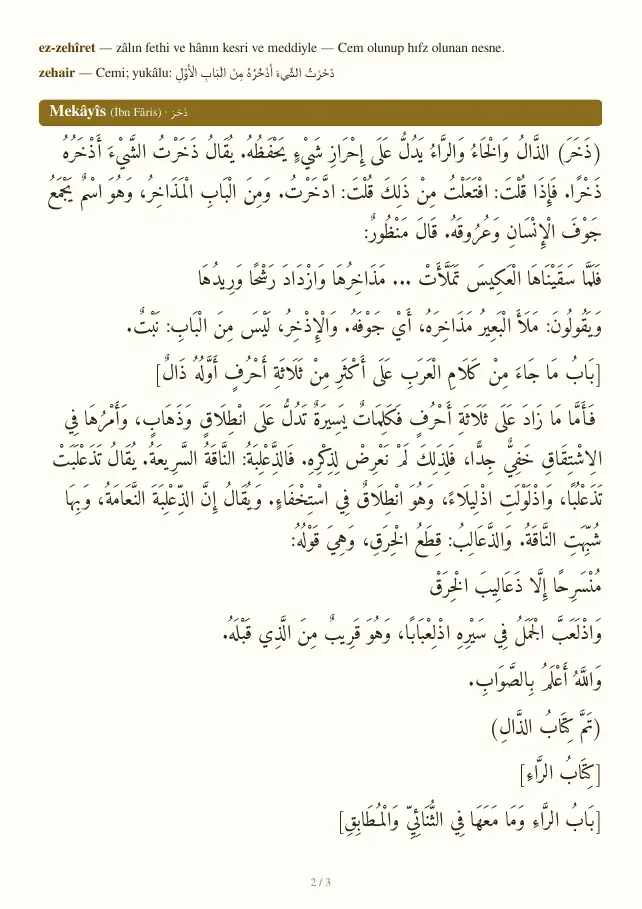 ez-zehîret — zâlın fethi ve hânın kesri ve meddiyle — Cem olunup hıfz olunan nesne.
zehair — Cemi; yukâlu: ذَخَرْتُ الشَّيءَ أَذْخُرُهُ مِنَ الْبَابِ الْأَوَّلِ
Mekâyîs (İbn Fâris) · ذَخَرَ
(ذَخَرَ) الذَّالُ وَالْخَاءُ وَالرَّاءُ يَدُلُّ عَلَى إِحْرَازِ شَيْءٍ يَحْفَظُهُ. يُقَالُ ذَخَرْتُ الشَّيْءَ أَذْخَرُهُ
ذَخْرًا. فَإِذَا قُلْتَ: افْتَعَلْتُ مِنْ ذَلِكَ قُلْتَ: ادَّخَرْتُ. وَمِنَ الْبَابِ الْمَذَاخِرُ، وَهُوَ اسْمٌ يَجْمَعُ
جَوْفَ الْإِنْسَانِ وَعُرُوقَهُ. قَالَ مَنْظُورٌ:
فَلَمَّا سَقَيْنَاهَا الْعَكِيسَ تَمَلَّأَتْ ... مَذَاخِرُهَا وَازْدَادَ رَشْحًا وَرِيدُهَا
وَيَقُولُونَ: مَلَأَ الْبَعِيرُ مَذَاخِرَهُ، أَيْ جَوْفَهُ. وَالْإِذْخِرُ، لَيْسَ مِنَ الْبَابِ: نَبْتٌ.
[بَابُ مَا جَاءَ مِنْ كَلَامِ الْعَرَبِ عَلَى أَكْثَرِ مِنْ ثَلَاثَةِ أَحْرُفٍ أَوَّلُهُ ذَالٌ]
فَأَمَّا مَا زَادَ عَلَى ثَلَاثَةِ أَحْرُفٍ فَكَلِمَاتٌ يَسِيرَةٌ تَدُلُّ عَلَى انْطِلَاقٍ وَذَهَابٍ، وَأَمْرُهَا فِي
الِاشْتِقَاقِ خَفِيٌّ جِدًّا، فَلِذَلِكَ لَمْ نَعْرِضْ لِذِكْرِهِ. فَالذِّعْلِبَةُ: النَّاقَةُ السَّرِيعَةُ. يُقَالُ تَذَعْلَبَتْ
تَذَعْلُبًا، وَاذْلَوْلَتِ اذْلِيلَاءً، وَهُوَ انْطِلَاقٌ فِي اسْتِخْفَاءٍ. وَيُقَالُ إِنَّ الذِّعْلِبَةَ النَّعَامَةُ، وَبِهَا
شُبِّهَتِ النَّاقَةُ. وَالذَّعَالِبُ: قِطَعُ الْخِرَقِ، وَهِيَ قَوْلُهُ:
مُنْسَرِحًا إِلَّا ذَعَالِيبَ الْخِرَقْ
وَاذْلَعَبَّ الْجَمَلُ فِي سَيْرِهِ اذْلِعْبَابًا، وَهُوَ قَرِيبٌ مِنَ الَّذِي قَبْلَهُ.
وَاللَّهُ أَعْلَمُ بِالصَّوَابِ.
(تَمَّ كِتَابُ الذَّالِ)
[كِتَابُ الرَّاءِ]
[بَابُ الرَّاءِ وَمَا مَعَهَا فِي الثُّنَائِيِّ وَالْمُطَابِقِ]
2 / 3